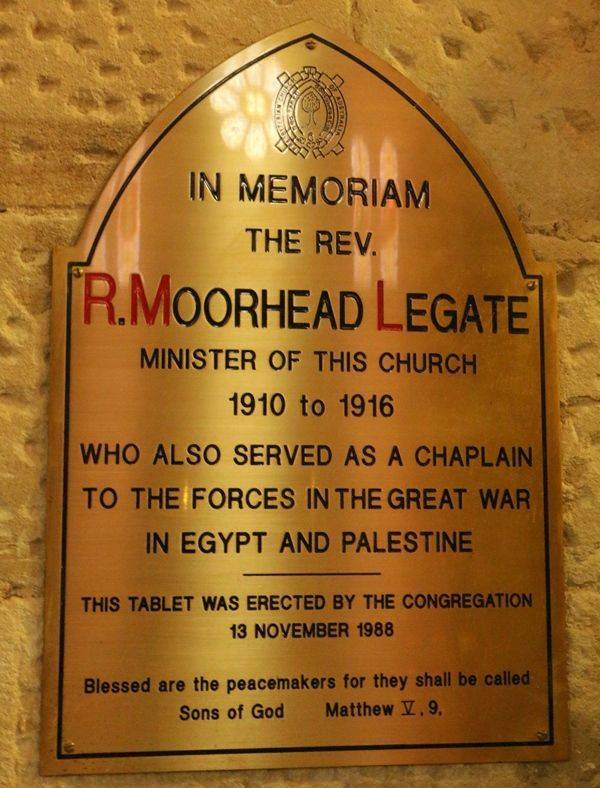 IN MEMORIAM
THE REV.
R. MOORHEAD LEGATE
MINISTER OF THIS CHURCH
1910 to 1916
WHO ALSO SERVED AS A CHAPLAIN
TO THE FORCES IN THE GREAT WAR
IN EGYPT AND PALESTINE
THIS TABLET WAS ERECTED BY THE CONGREGATION
13 NOVEMBER 1988
Blessed are the peacemakers for they shall be called
Sons of God Matthew V, 9.